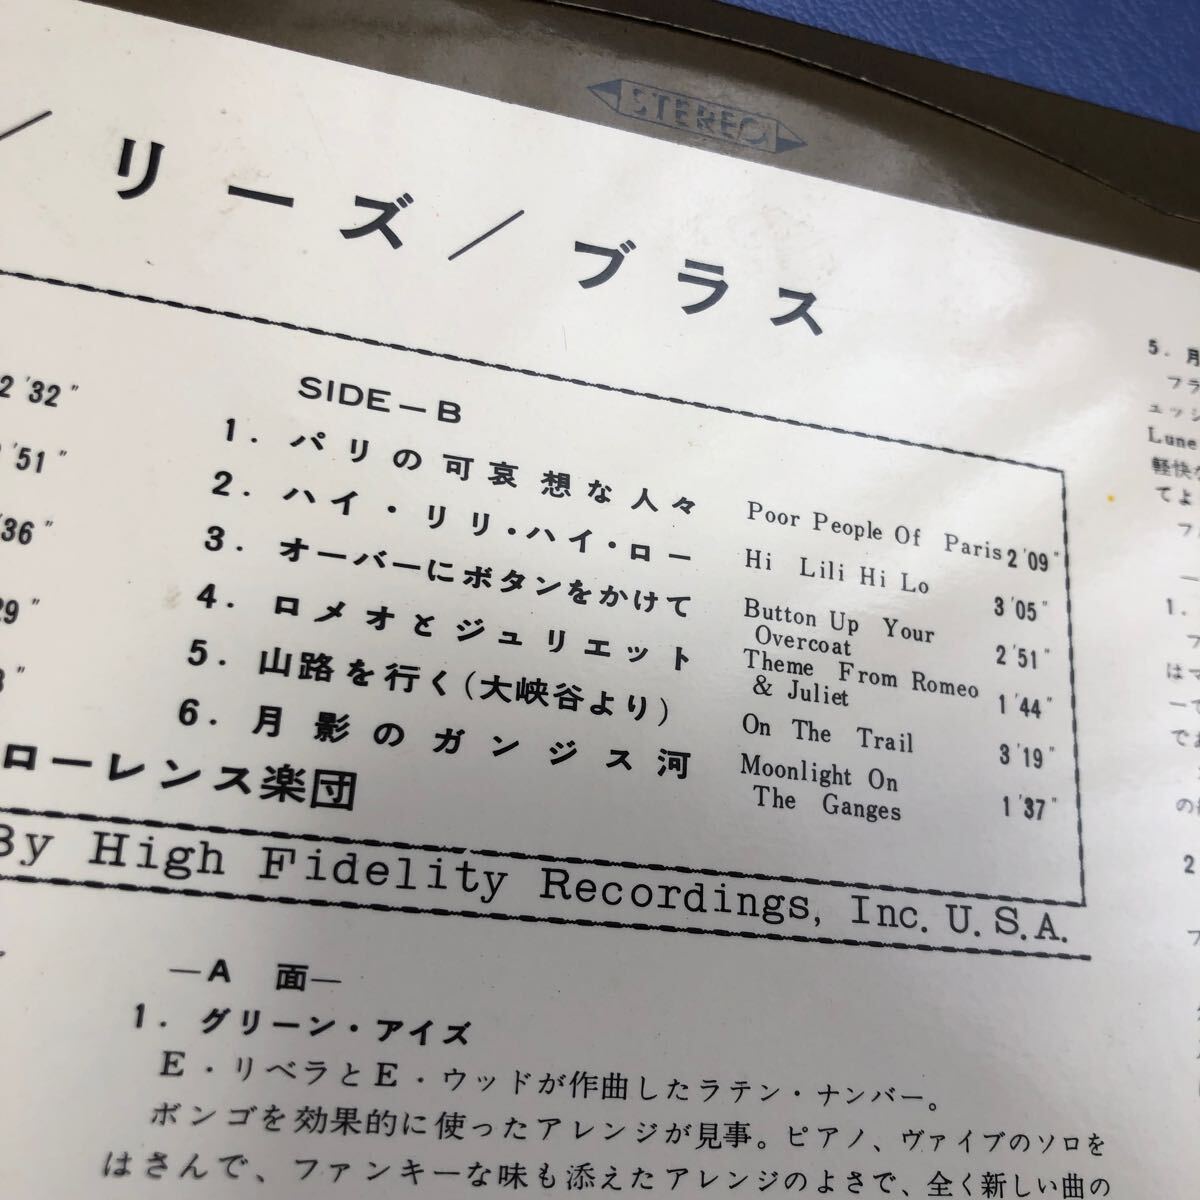 STEREO
／リーズ／ブラス
2'32"
'51"
'36"
29"
SIDE－B
1. パリの可哀想な人々 Poor People Of Paris 2'09"
2. ハイ・リリ・ハイ・ロー Hi Lili Hi Lo 3'05"
3. オーバーにボタンをかけて Button Up Your Overcoat 2'51"
4. ロメオとジュリエット Theme From Romeo & Juliet 1'44"
5. 山路を行く(大峡谷より) On The Trail 3'19"
6. 月影のガンジス河 Moonlight On The Ganges 1'37"
ローレンス楽団
By High Fidelity Recordings, Inc. U.S.A.
—A 面—
1. グリーン・アイズ
E・リベラとE・ウッドが作曲したラテン・ナンバー。
ボンゴを効果的に使ったアレンジが見事。ピアノ、ヴァイブのソロを
はさんで、ファンキーな味も添えたアレンジのよさで、全く新しい曲の
5. 月
フラ
ェッシ
Lune
軽快な
てよ
1.
はマ
ーで
でお
の
2